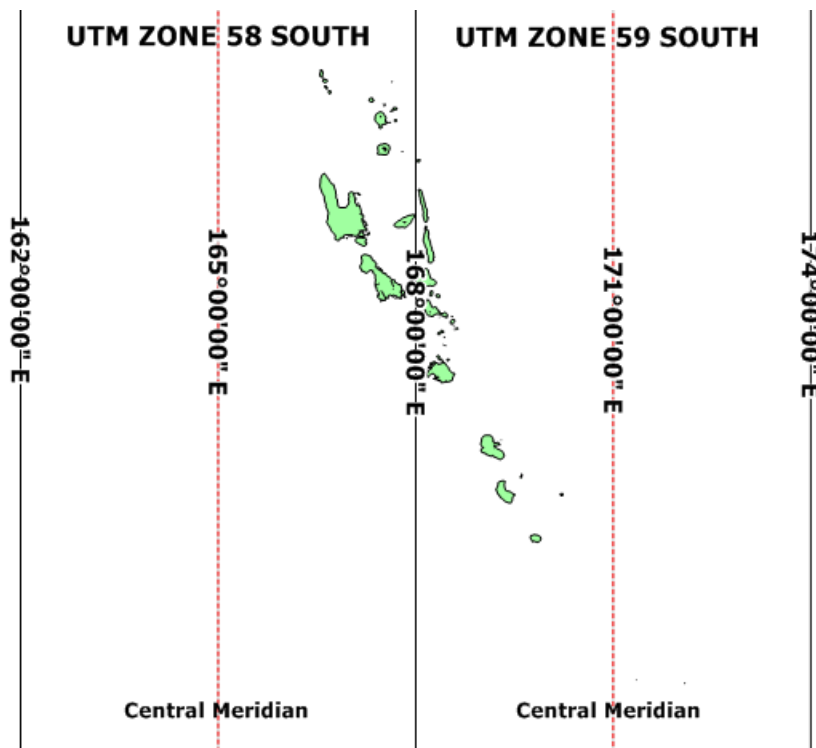 UTM ZONE 58 SOUTH
UTM ZONE 59 SOUTH
162°00'00" E
165°00'00" E
168°00'00" E
171°00'00" E
174°00'00" E
Central Meridian
Central Meridian